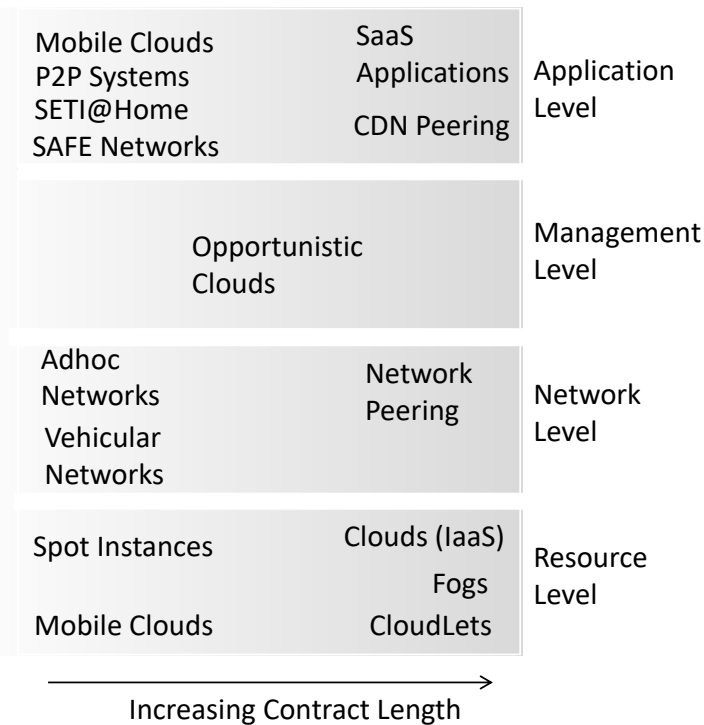 Mobile Clouds
P2P Systems
SETI@Home
SAFE Networks
SaaS
Applications
CDN Peering
Application
Level
Opportunistic
Clouds
Management
Level
Adhoc
Networks
Vehicular
Networks
Network
Peering
Network
Level
Spot Instances
Mobile Clouds
Clouds (IaaS)
Fogs
CloudLets
Resource
Level
Increasing Contract Length